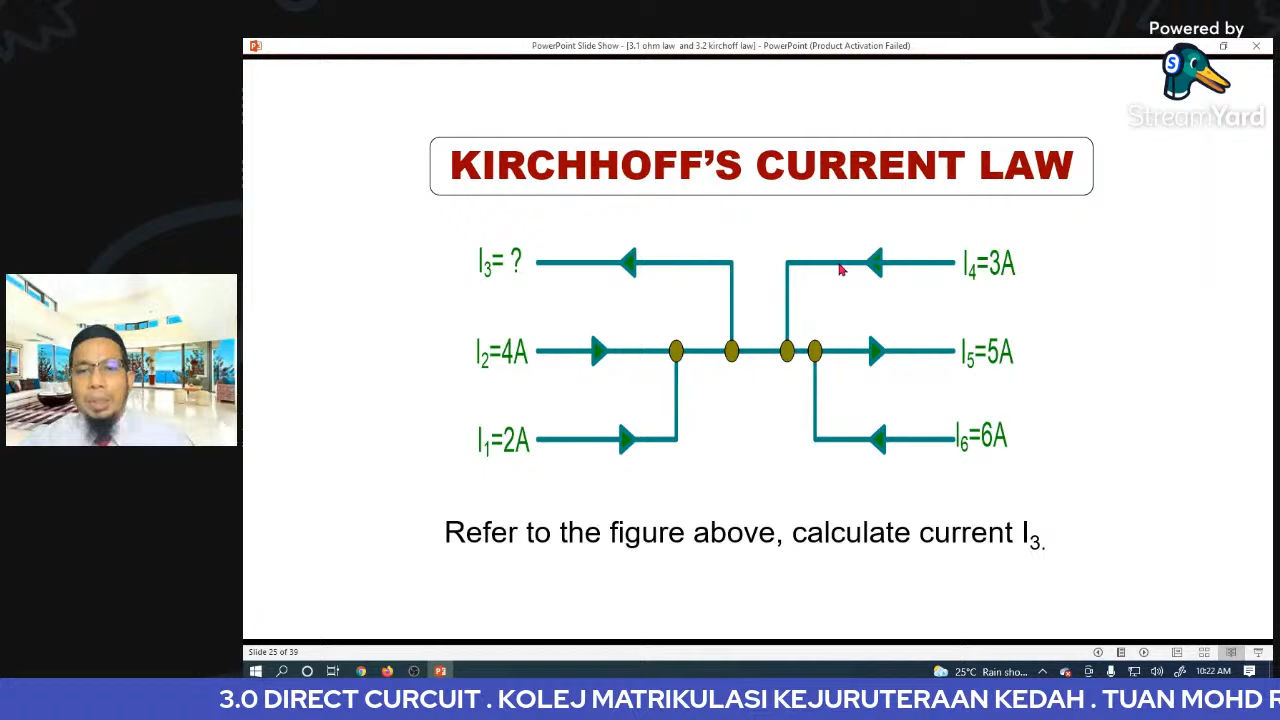 Powered by
StreamYard
PowerPoint Slide Show - [3.1 ohm law and 3.2 kirchoff law] - PowerPoint (Product Activation Failed)
KIRCHHOFF’S CURRENT LAW
I3= ?
I4=3A
I2=4A
I5=5A
I1=2A
I6=6A
Refer to the figure above, calculate current I3.
Slide 25 of 39
25°C Rain sho...
10:22 AM
3.0 DIRECT CURCUIT . KOLEJ MATRIKULASI KEJURUTERAAN KEDAH . TUAN MOHD